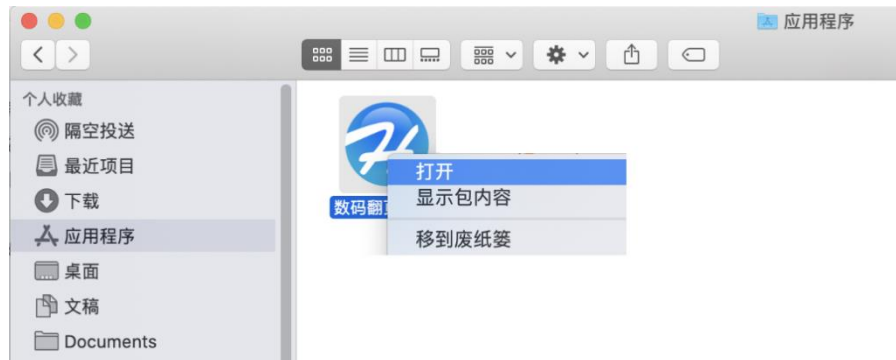 应用程序
个人收藏
隔空投送
最近项目
下载
应用程序
桌面
文稿
Documents
数码翻
打开
显示包内容
移到废纸篓